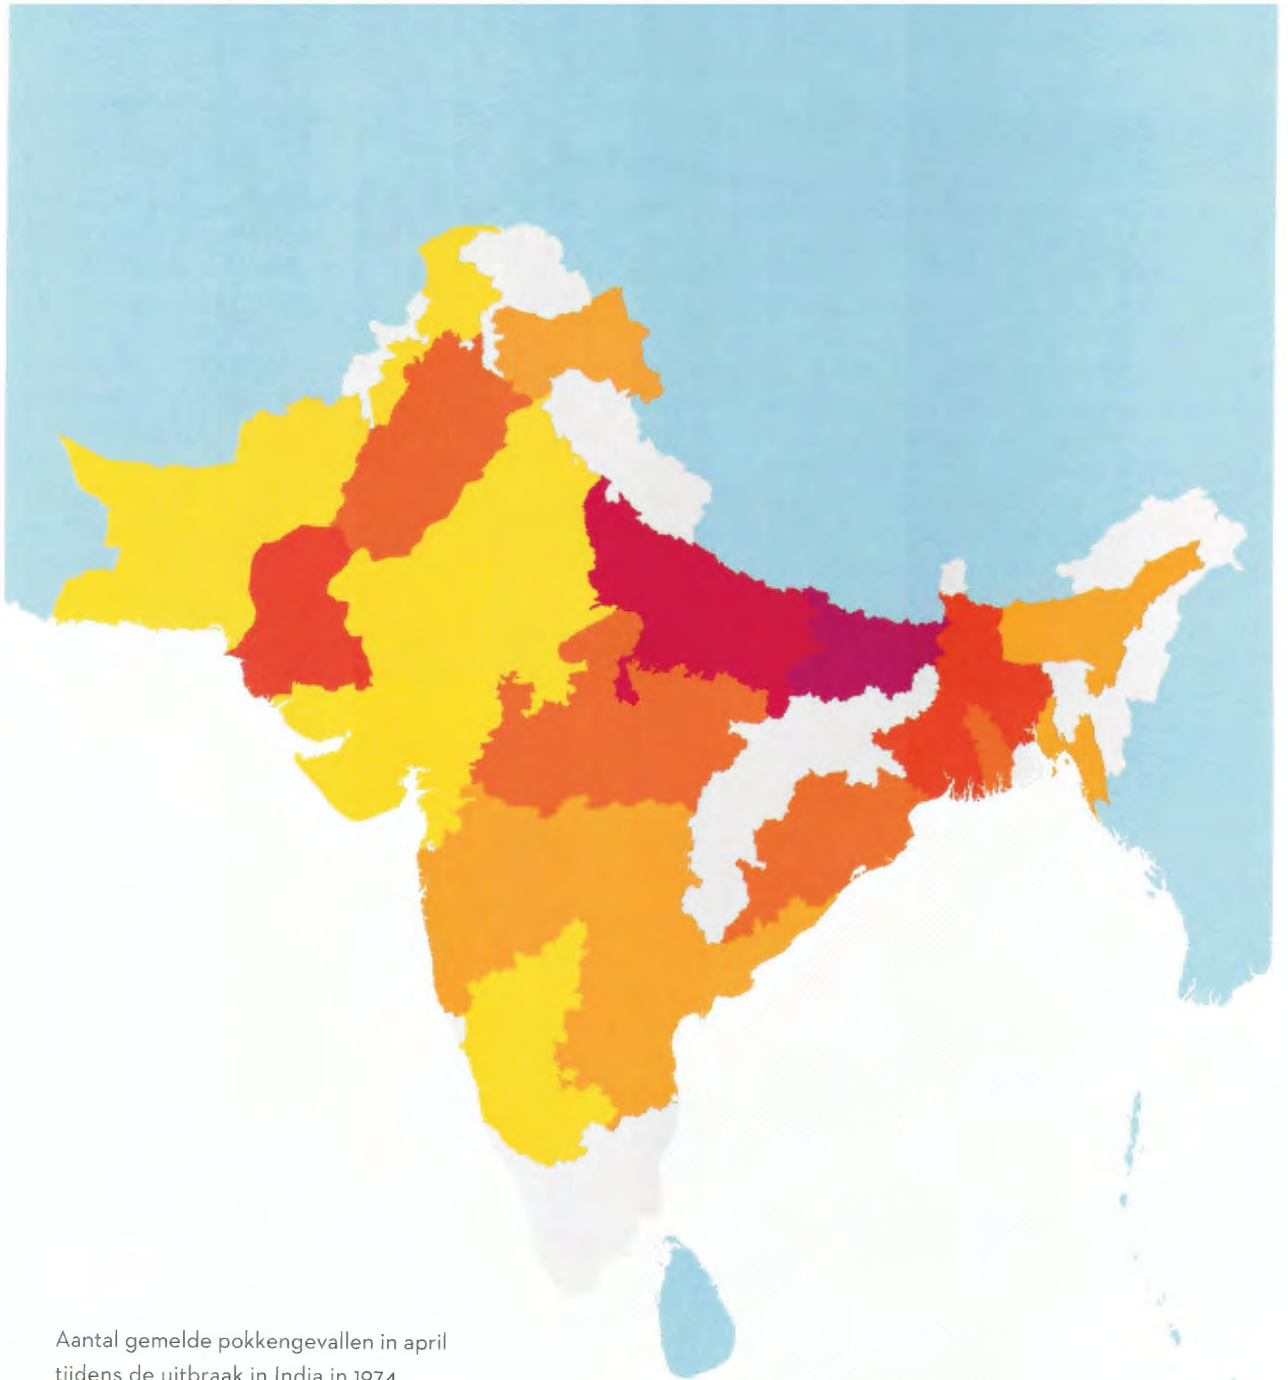 Aantal gemelde pokkengevallen in april
tijdens de uitbraak in India in 1974